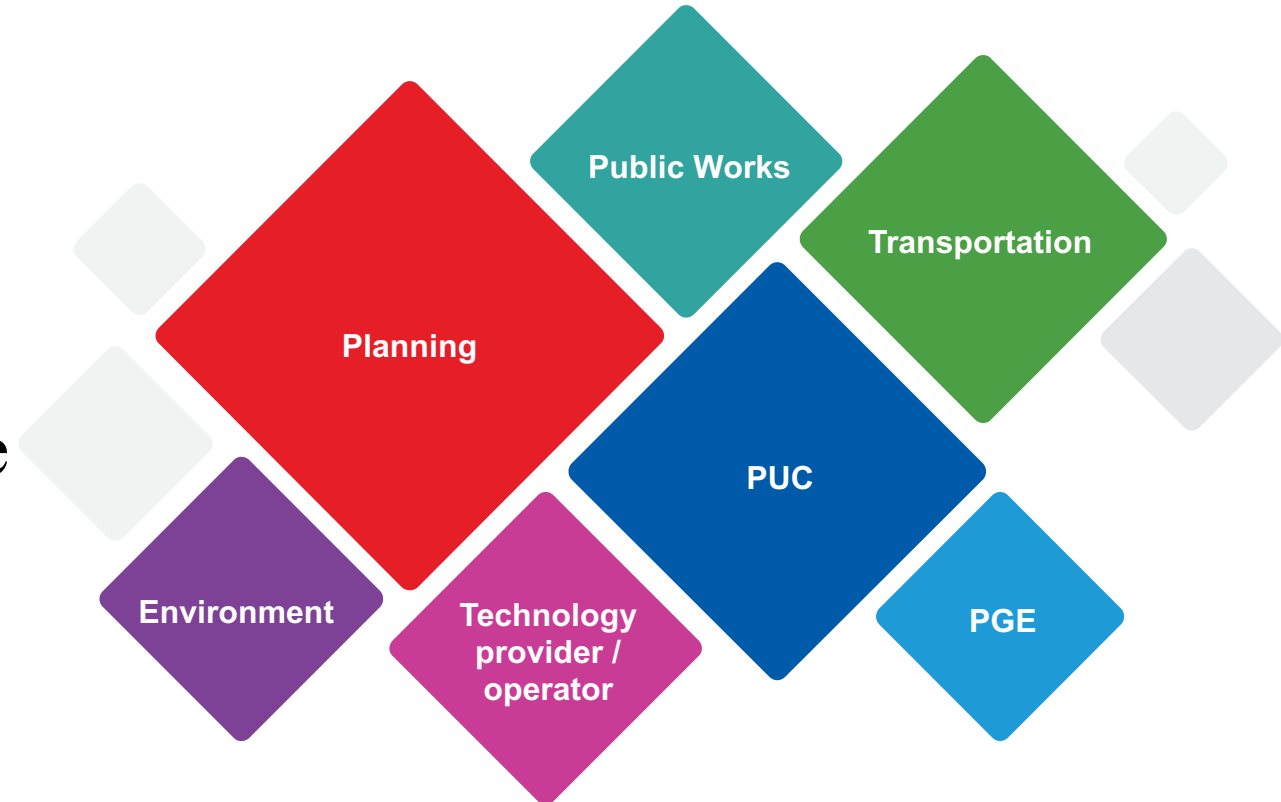 Public Works
Transportation
Planning
PUC
Environment
Technology
provider /
operator
PGE